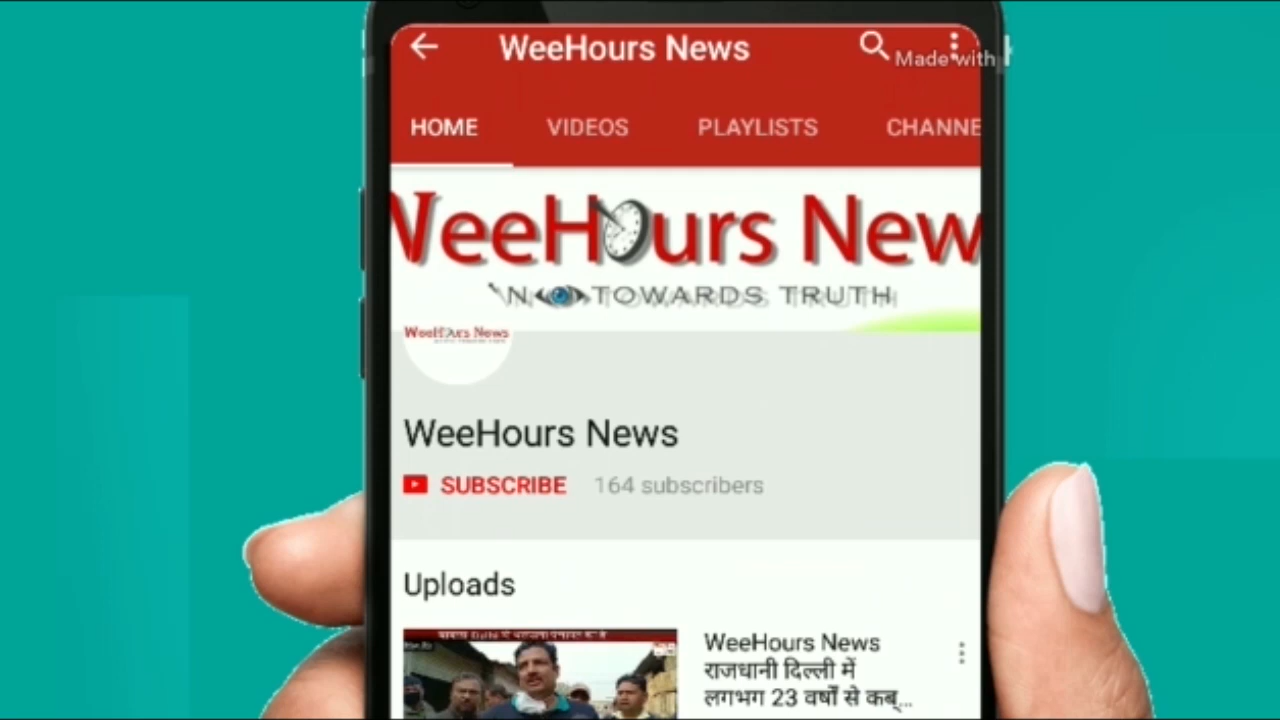 WeeHours News
Made with
HOME VIDEOS PLAYLISTS CHANNE
WeeHours News
TOWARDS TRUTH
WeeHours News
WeeHours News
SUBSCRIBE 164 subscribers
Uploads
WeeHours News
राजधानी दिल्ली में
लगभग 23 वर्षों से कब्...